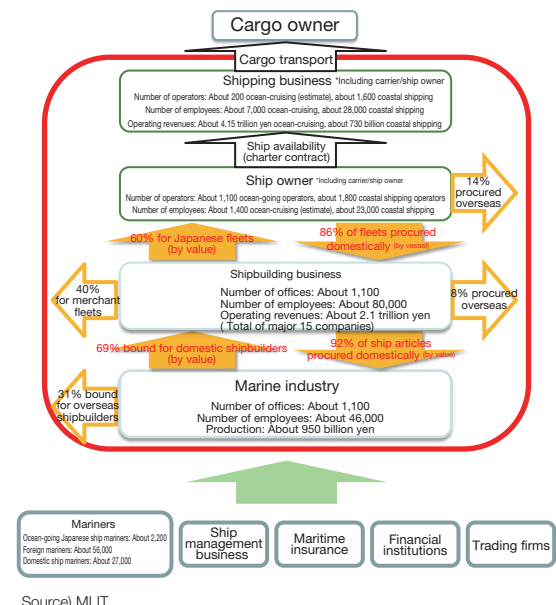 Cargo owner
Cargo transport
Shipping business *Including carrier/ship owner
Number of operators: About 200 ocean-cruising (estimate), about 1,600 coastal shipping
Number of employees: About 7,000 ocean-cruising, about 28,000 coastal shipping
Operating revenues: About 4.15 trillion yen ocean-cruising, about 730 billion coastal shipping
Ship availability
(charter contract)
Ship owner *Including carrier/ship owner
Number of operators: About 1,100 ocean-going operators, about 1,800 coastal shipping operators
Number of employees: About 1,400 ocean-cruising (estimate), about 23,000 coastal shipping
14%
procured
overseas
60% for Japanese fleets
(by value)
86% of fleets procured
domestically (by vessel)
40%
for merchant
fleets
Shipbuilding business
Number of offices: About 1,100
Number of employees: About 80,000
Operating revenues: About 2.1 trillion yen
( Total of major 15 companies)
8% procured
overseas
69% bound for domestic shipbuilders
(by value)
92% of ship articles
procured domestically (by value)
31% bound
for overseas
shipbuilders
Marine industry
Number of offices: About 1,100
Number of employees: About 46,000
Production: About 950 billion yen
Mariners
Ocean-going Japanese ship mariners: About 2,200
Foreign mariners: About 56,000
Domestic ship mariners: About 27,000
Ship
management
business
Maritime
insurance
Financial
institutions
Trading firms
Source) MLIT